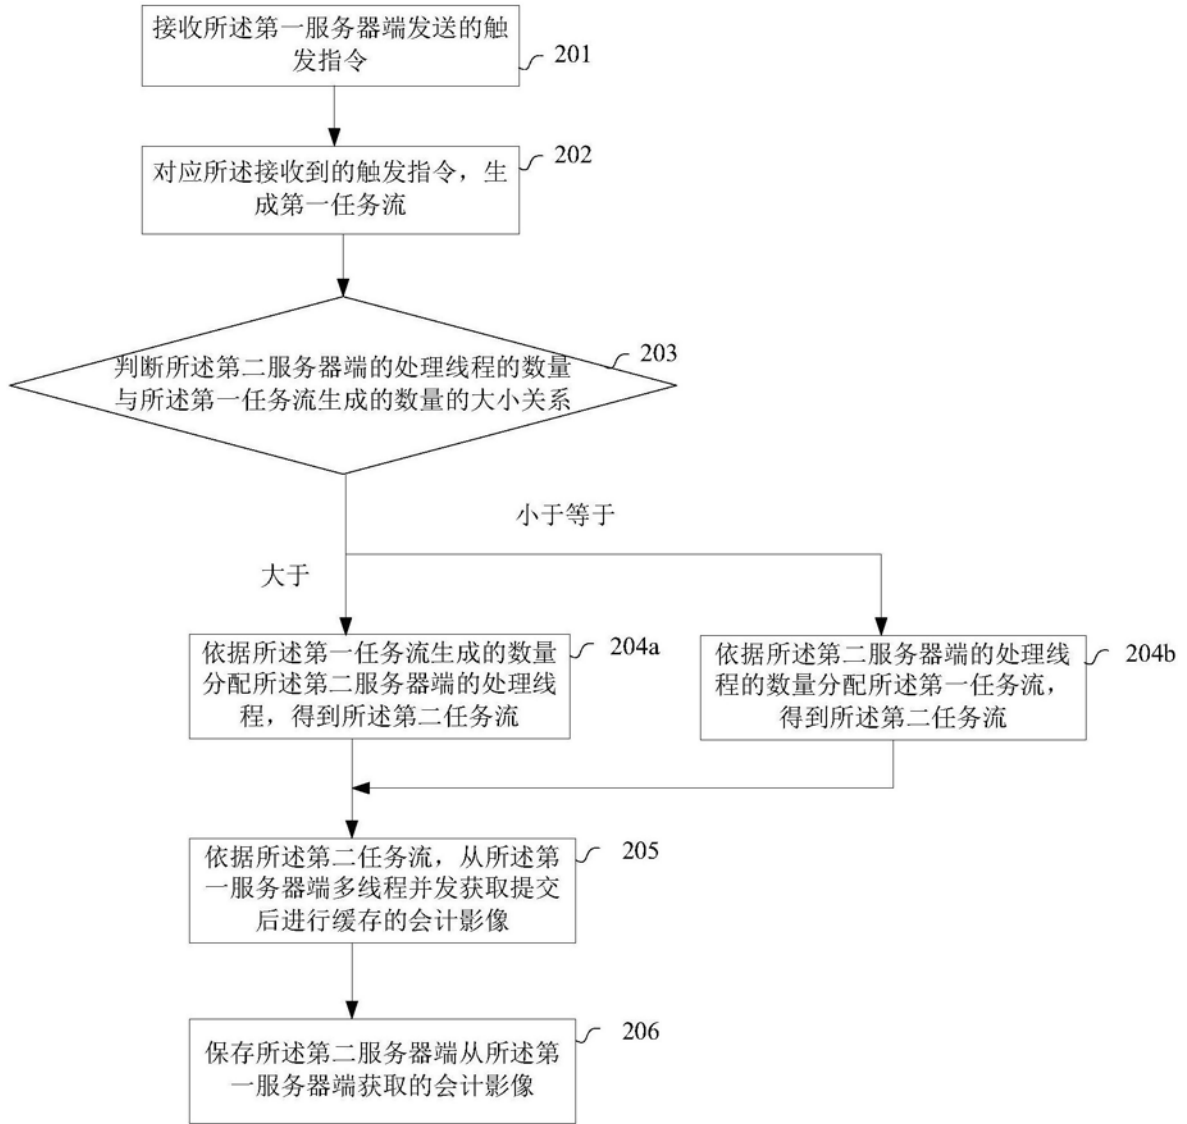 接收所述第一服务器端发送的触
发指令
201
对应所述接收到的触发指令，生
成第一任务流
202
判断所述第二服务器端的处理线程的数量
与所述第一任务流生成的数量的大小关系
203
小于等于
大于
依据所述第一任务流生成的数量
分配所述第二服务器端的处理线
程，得到所述第二任务流
204a
依据所述第二服务器端的处理线
程的数量分配所述第一任务流，
得到所述第二任务流
204b
依据所述第二任务流，从所述第
一服务器端多线程并发获取提交
后进行缓存的会计影像
205
保存所述第二服务器端从所述第
一服务器端获取的会计影像
206